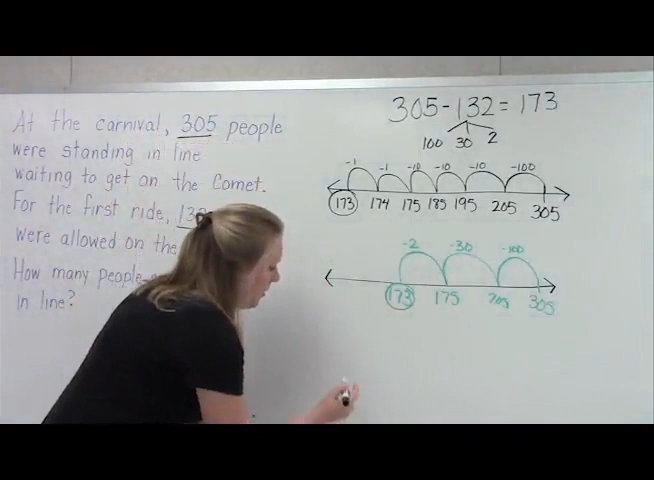 At the carnival, 305 people
were standing in line
waiting to get on the Comet.
For the first ride,
were allowed on the
How many people
in line?
305-132=173
100 30 2
-1 -1 -10 -10 -10 -100
173 174 175 185 195 205 305
-2 -30 -100
173 175 205 305